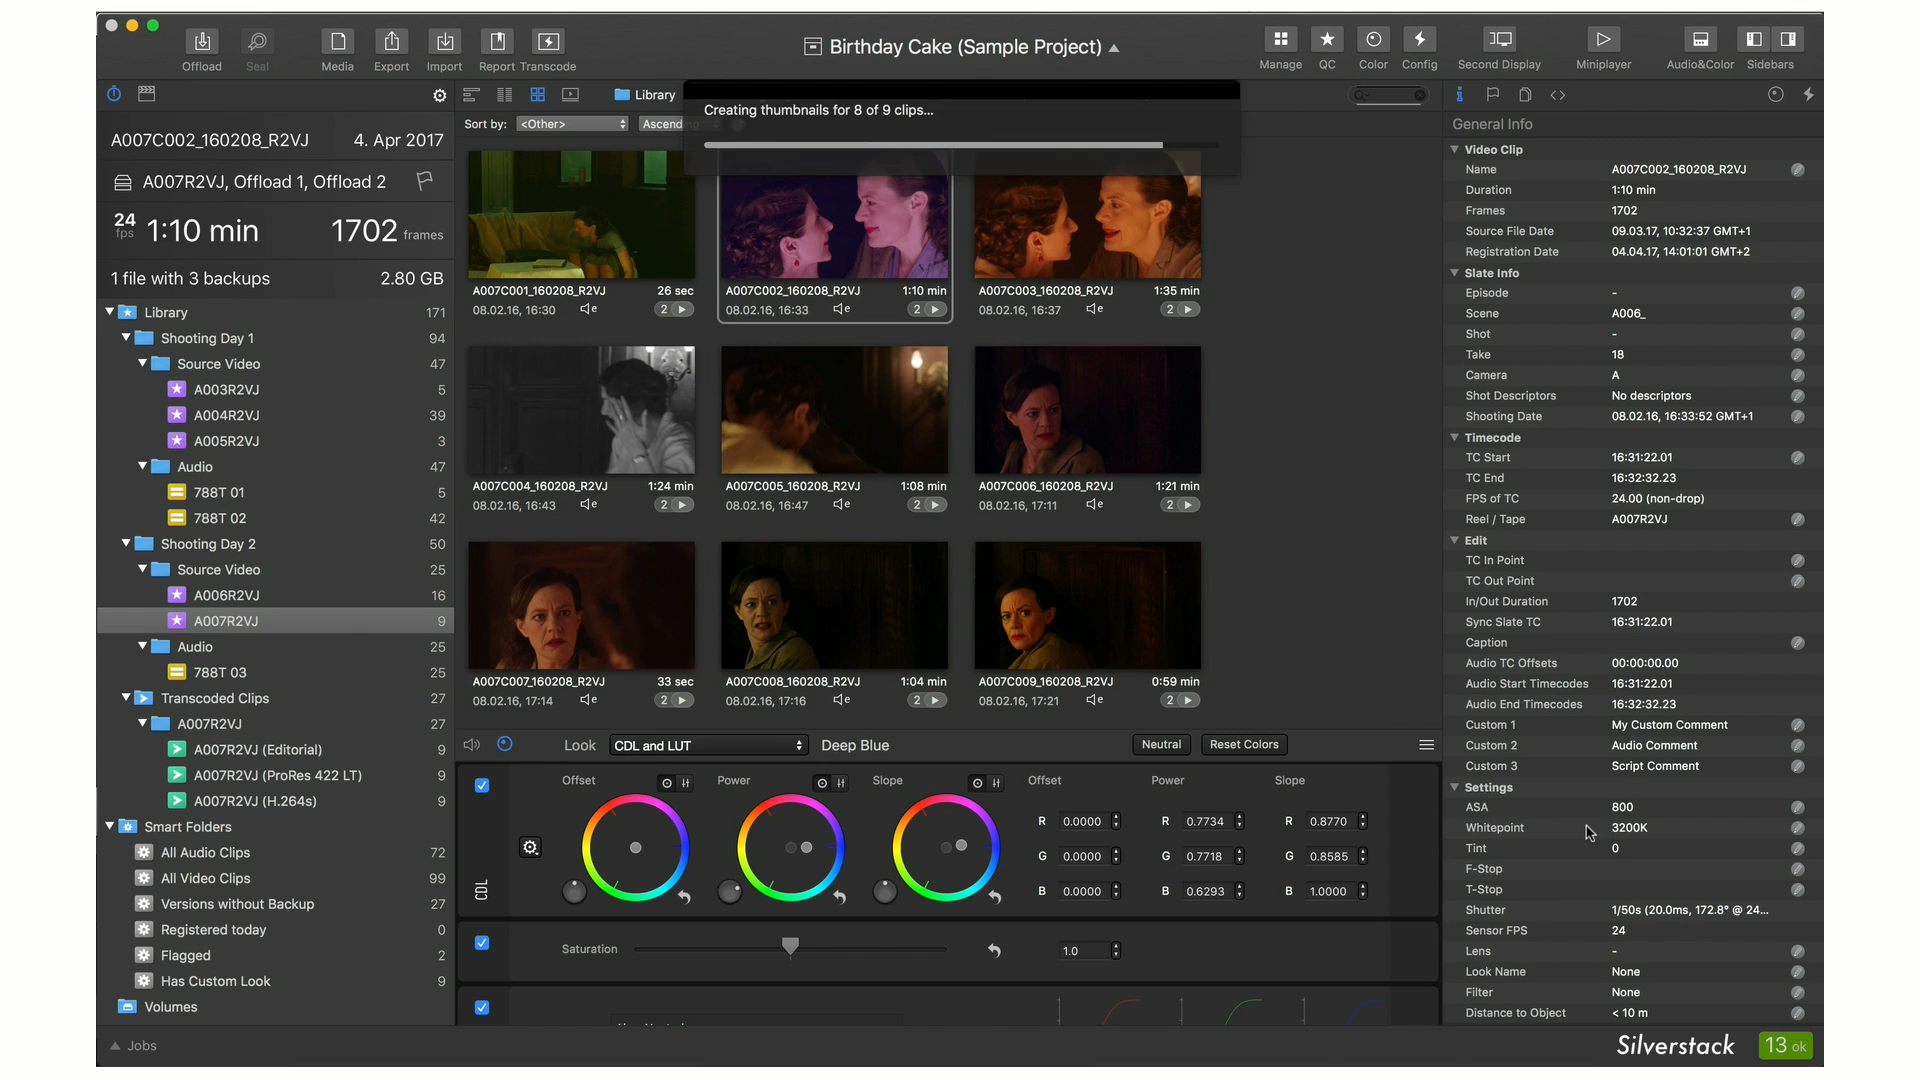 Offload
Seal
Media
Export
Import
Report
Transcode
Birthday Cake (Sample Project)
Manage
QC
Color
Config
Second Display
Miniplayer
Audio&Color
Sidebars
A007C002_160208_R2VJ
4. Apr 2017
A007R2VJ, Offload 1, Offload 2
24 fps
1:10 min
1702 frames
1 file with 3 backups
2.80 GB
Library 171
Shooting Day 1 94
Source Video 47
A003R2VJ 5
A004R2VJ 39
A005R2VJ 3
Audio 47
788T 01 5
788T 02 42
Shooting Day 2 50
Source Video 25
A006R2VJ 16
A007R2VJ 9
Audio 25
788T 03 25
Transcoded Clips 27
A007R2VJ 27
A007R2VJ (Editorial) 9
A007R2VJ (ProRes 422 LT) 9
A007R2VJ (H.264s) 9
Smart Folders
All Audio Clips 72
All Video Clips 99
Versions without Backup 27
Registered today 0
Flagged 2
Has Custom Look 9
Volumes
Jobs
Library
Creating thumbnails for 8 of 9 clips...
Sort by: <Other> Ascend
A007C001_160208_R2VJ 26 sec
08.02.16, 16:30 2
A007C002_160208_R2VJ 1:10 min
08.02.16, 16:33 2
A007C003_160208_R2VJ 1:35 min
08.02.16, 16:37 2
A007C004_160208_R2VJ 1:24 min
08.02.16, 16:43 2
A007C005_160208_R2VJ 1:08 min
08.02.16, 16:47 2
A007C006_160208_R2VJ 1:21 min
08.02.16, 17:11 2
A007C007_160208_R2VJ 33 sec
08.02.16, 17:14 2
A007C008_160208_R2VJ 1:04 min
08.02.16, 17:16 2
A007C009_160208_R2VJ 0:59 min
08.02.16, 17:21 2
Look CDL and LUT Deep Blue Neutral Reset Colors
Offset Power Slope Offset Power Slope
R 0.0000 R 0.7734 R 0.8770
G 0.0000 G 0.7718 G 0.8585
B 0.0000 B 0.6293 B 1.0000
CDL
Saturation 1.0
General Info
Video Clip
Name A007C002_160208_R2VJ
Duration 1:10 min
Frames 1702
Source File Date 09.03.17, 10:32:37 GMT+1
Registration Date 04.04.17, 14:01:01 GMT+2
Slate Info
Episode -
Scene A006_
Shot -
Take 18
Camera A
Shot Descriptors No descriptors
Shooting Date 08.02.16, 16:33:52 GMT+1
Timecode
TC Start 16:31:22.01
TC End 16:32:32.23
FPS of TC 24.00 (non-drop)
Reel / Tape A007R2VJ
Edit
TC In Point
TC Out Point
In/Out Duration 1702
Sync Slate TC 16:31:22.01
Caption
Audio TC Offsets 00:00:00.00
Audio Start Timecodes 16:31:22.01
Audio End Timecodes 16:32:32.23
Custom 1 My Custom Comment
Custom 2 Audio Comment
Custom 3 Script Comment
Settings
ASA 800
Whitepoint 3200K
Tint 0
F-Stop
T-Stop
Shutter 1/50s (20.0ms, 172.8° @ 24...
Sensor FPS 24
Lens -
Look Name None
Filter None
Distance to Object < 10 m
Silverstack 13 ok